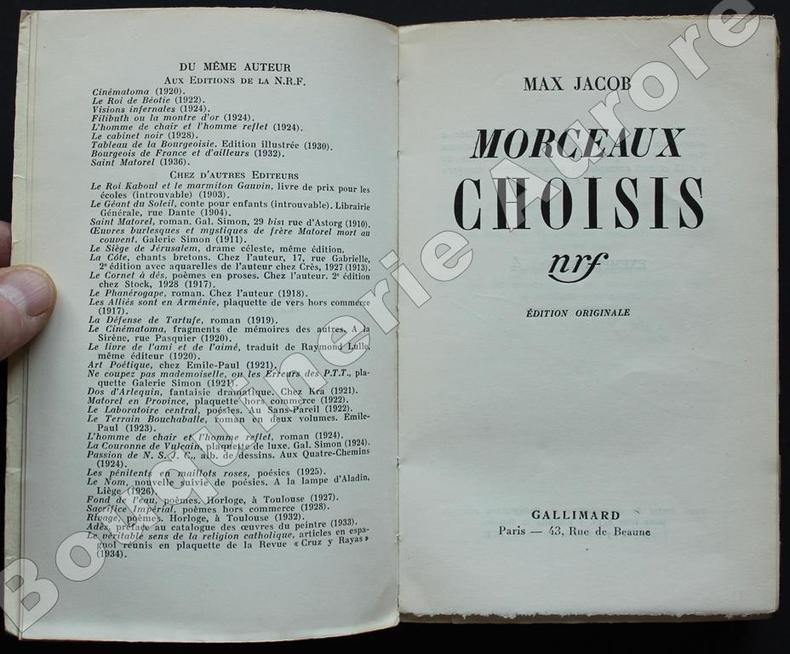 DU MÊME AUTEUR
AUX EDITIONS DE LA N.R.F.
Cinématoma (1920).
Le Roi de Béotie (1922).
Visions infernales (1924).
Filibuth ou la montre d'or (1924).
L'homme de chair et l'homme reflet (1924).
Le cabinet noir (1928).
Tableau de la Bourgeoisie. Edition illustrée (1930).
Bourgeois de France et d'ailleurs (1932).
Saint Matorel (1936).
CHEZ D'AUTRES EDITEURS
Le Roi Kaboul et le marmiton Gauvin, livre de prix pour les
écoles (introuvable) (1903).
Le Géant du Soleil, conte pour enfants (introuvable). Librairie
Générale, rue Dante (1904).
Saint Matorel, roman. Gal. Simon, 29 bis, rue d'Astorg (1910).
Œuvres burlesques et mystiques de frère Matorel mort au
couvent. Galerie Simon (1911).
Le Siège de Jérusalem, drame céleste, même édition.
La Côte, chants bretons. Chez l'auteur, 17, rue Gabrielle,
2e édition avec aquarelles de l'auteur chez Crès, 1927 (1913).
Le Cornet à dés, poèmes en proses. Chez l'auteur. 2e édition
chez Stock, 1928 (1917).
Le Phanérogape, roman. Chez l'auteur (1918).
Les Alliés sont en Arménie, plaquette de vers hors commerce
(1917).
La Défense de Tartufe, roman (1919).
Le Cinématoma, fragments de mémoires des autres. A la
Sirène, rue Pasquier (1920).
Le livre de l'ami et de l'aimé, traduit de Raymond Lulle,
même éditeur (1920).
Art Poétique, chez Emile-Paul (1921).
Ne coupez pas mademoiselle, ou les Erreurs des P.T.T., plaquette
Galerie Simon (1921).
Dos d'Arlequin, fantaisie dramatique. Chez Kra (1921).
Matorel en Province, plaquette hors commerce (1922).
Le Laboratoire central, poésies. Au Sans-Pareil (1922).
Le Terrain Bouchaballe, roman en deux volumes. Emile-
Paul (1923).
L'homme de chair et l'homme reflet, roman (1924).
La Couronne de Vulcain, plaquette de luxe. Gal. Simon (1924).
Passion de N. S. J. C., alb. de dessins. Aux Quatre-Chemins
(1924).
Les pénitents en maillots roses, poésies (1925).
Le Nom, nouvelle suivie de poésies. A la lampe d'Aladin,
Liège (1926).
Fond de l'eau, poèmes. Horloge, à Toulouse (1927).
Sacrifice Impérial, poèmes hors commerce (1928).
Rivage, poèmes. Horloge, à Toulouse (1932).
Adès, préface au catalogue des œuvres du peintre (1933).
Le véritable sens de la religion catholique, articles en espagnol
réunis en plaquette de la Revue « Cruz y Rayas »
(1934).
MAX JACOB
MORCEAUX
CHOISIS
nrf
ÉDITION ORIGINALE
GALLIMARD
Paris — 43, Rue de Beaune
Bouquinerie Aurore